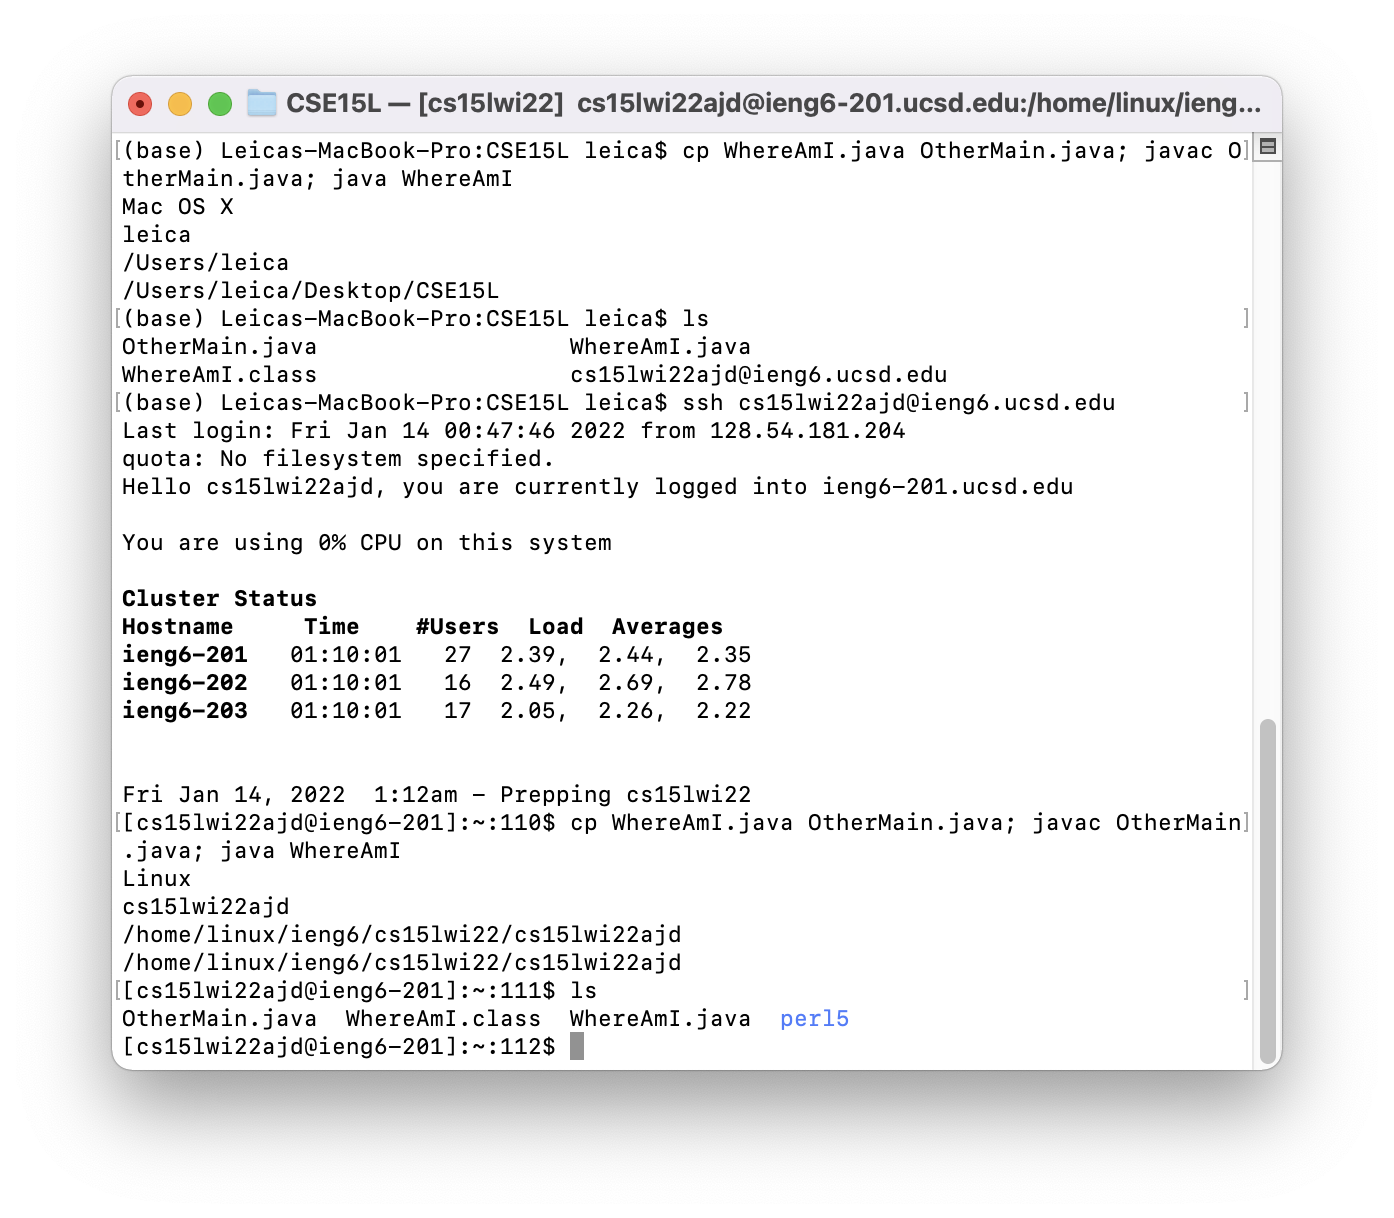 CSE15L — [cs15lwi22]  cs15lwi22ajd@ieng6-201.ucsd.edu:/home/linux/ieng...
[(base) Leicas-MacBook-Pro:CSE15L leica$ cp WhereAmI.java OtherMain.java; javac O]
therMain.java; java WhereAmI
Mac OS X
leica
/Users/leica
/Users/leica/Desktop/CSE15L
[(base) Leicas-MacBook-Pro:CSE15L leica$ ls ]
OtherMain.java                  WhereAmI.java
WhereAmI.class                  cs15lwi22ajd@ieng6.ucsd.edu
[(base) Leicas-MacBook-Pro:CSE15L leica$ ssh cs15lwi22ajd@ieng6.ucsd.edu ]
Last login: Fri Jan 14 00:47:46 2022 from 128.54.181.204
quota: No filesystem specified.
Hello cs15lwi22ajd, you are currently logged into ieng6-201.ucsd.edu
You are using 0% CPU on this system
Cluster Status
Hostname     Time    #Users  Load  Averages
ieng6-201   01:10:01   27  2.39,  2.44,  2.35
ieng6-202   01:10:01   16  2.49,  2.69,  2.78
ieng6-203   01:10:01   17  2.05,  2.26,  2.22
Fri Jan 14, 2022  1:12am - Prepping cs15lwi22
[[cs15lwi22ajd@ieng6-201]:~:110$ cp WhereAmI.java OtherMain.java; javac OtherMain]
.java; java WhereAmI
Linux
cs15lwi22ajd
/home/linux/ieng6/cs15lwi22/cs15lwi22ajd
/home/linux/ieng6/cs15lwi22/cs15lwi22ajd
[[cs15lwi22ajd@ieng6-201]:~:111$ ls ]
OtherMain.java  WhereAmI.class  WhereAmI.java  perl5
[cs15lwi22ajd@ieng6-201]:~:112$